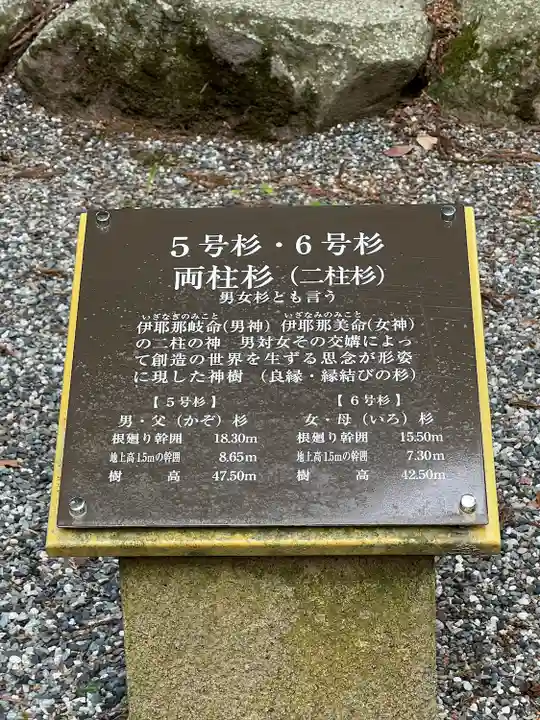 5号杉・6号杉
両柱杉（二柱杉）
男女杉とも言う
いざなぎのみこと いざなみのみこと
伊耶那岐命(男神) 伊耶那美命(女神)
の二柱の神 男対女その交媾によっ
て創造の世界を生ずる思念が形姿
に現した神樹 （良縁・縁結びの杉）
【5号杉】 【6号杉】
男・父（かぞ）杉 女・母（いろ）杉
根廻り幹囲 18.30m 根廻り幹囲 15.50m
地上高1.5mの幹囲 8.65m 地上高1.5mの幹囲 7.30m
樹高 47.50m 樹高 42.50m